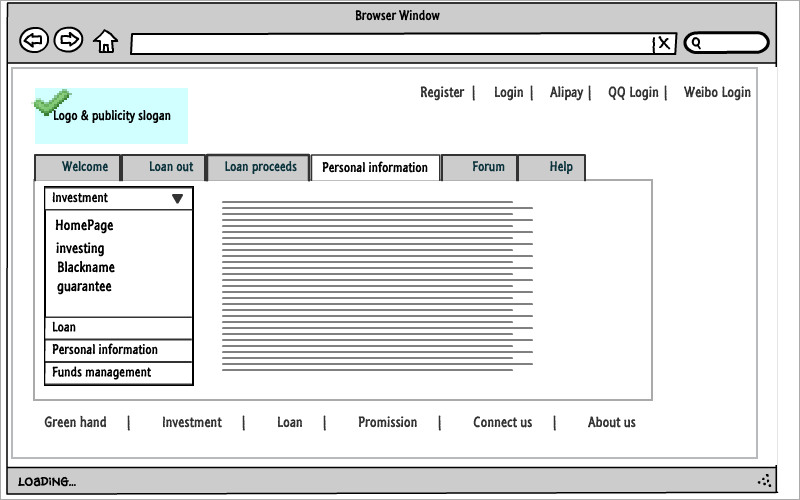 Browser Window
X
Register | Login | Alipay | QQ Login | Weibo Login
Logo & publicity slogan
Welcome Loan out Loan proceeds Personal information Forum Help
Investment
HomePage
investing
Blackname
guarantee
Loan
Personal information
Funds management
Green hand | Investment | Loan | Promission | Connect us | About us
LOADING...